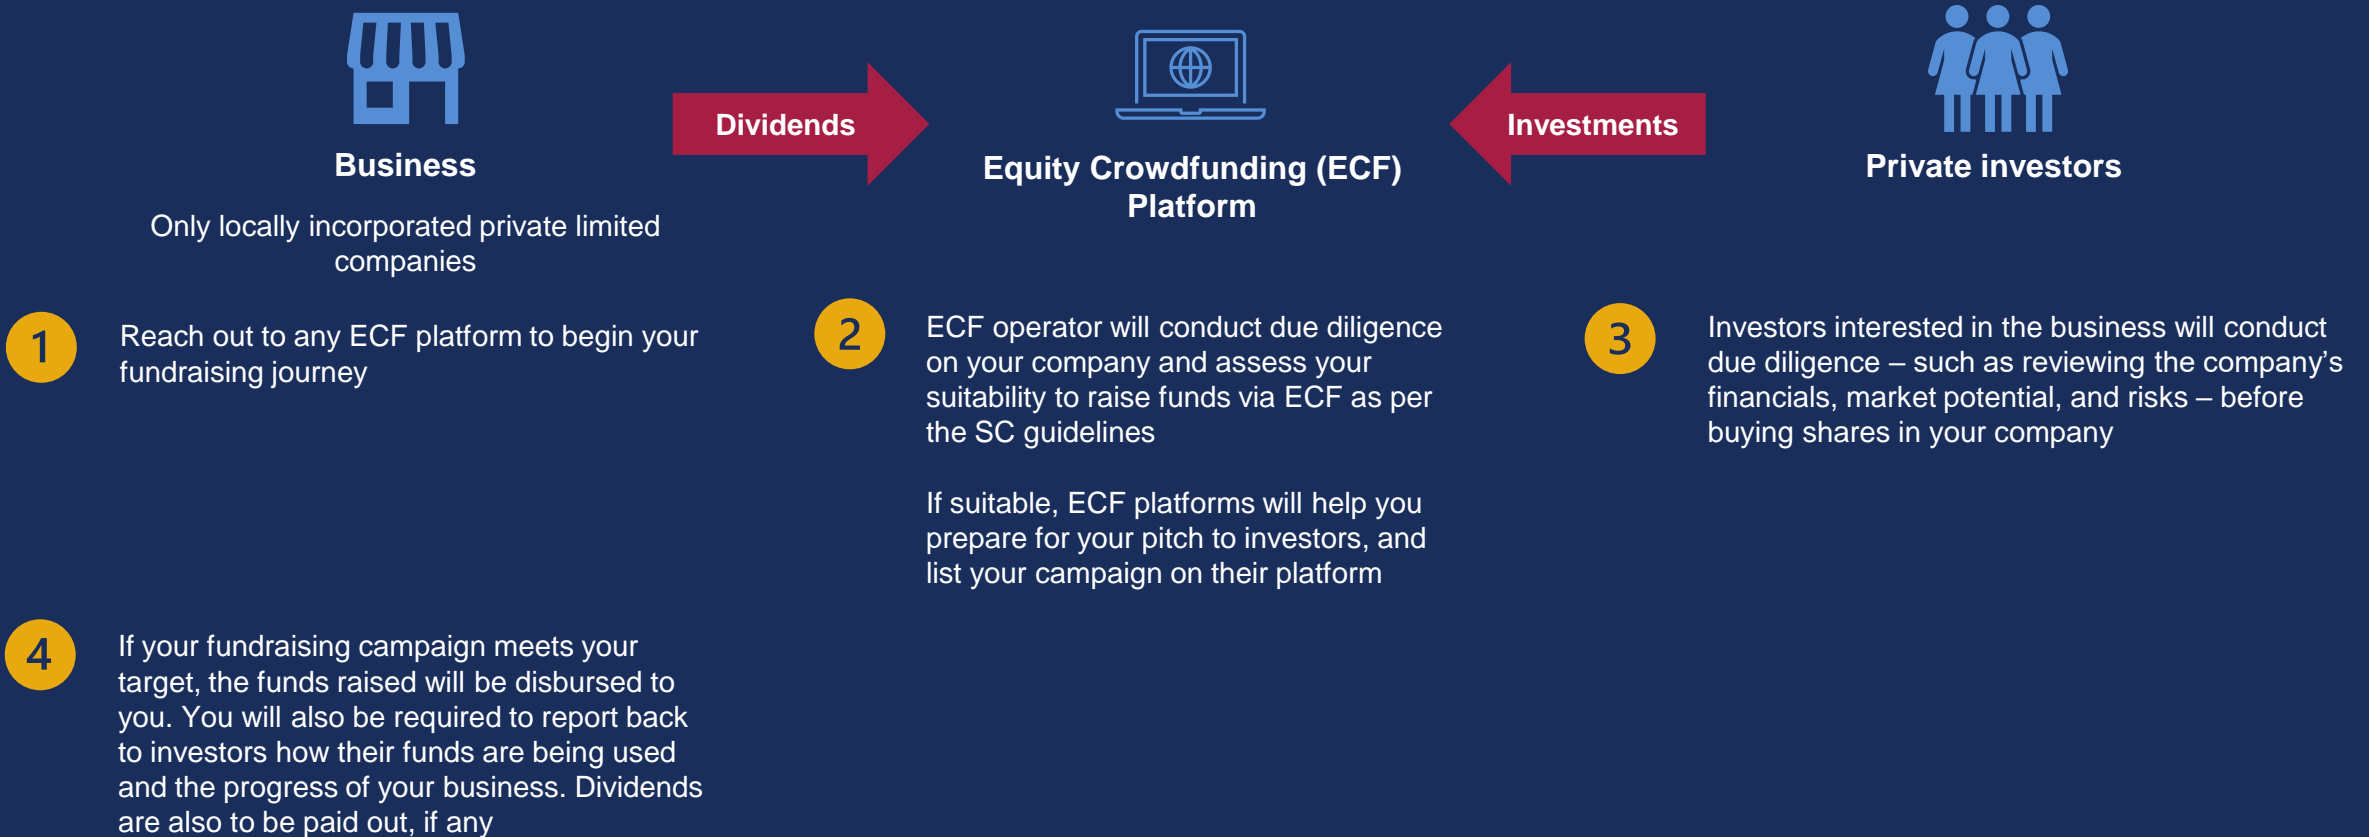 Dividends
Investments
Business
Equity Crowdfunding (ECF)
Platform
Private investors
Only locally incorporated private limited
companies
1
Reach out to any ECF platform to begin your
fundraising journey
2
ECF operator will conduct due diligence
on your company and assess your
suitability to raise funds via ECF as per
the SC guidelines
If suitable, ECF platforms will help you
prepare for your pitch to investors, and
list your campaign on their platform
3
Investors interested in the business will conduct
due diligence – such as reviewing the company’s
financials, market potential, and risks – before
buying shares in your company
4
If your fundraising campaign meets your
target, the funds raised will be disbursed to
you. You will also be required to report back
to investors how their funds are being used
and the progress of your business. Dividends
are also to be paid out, if any